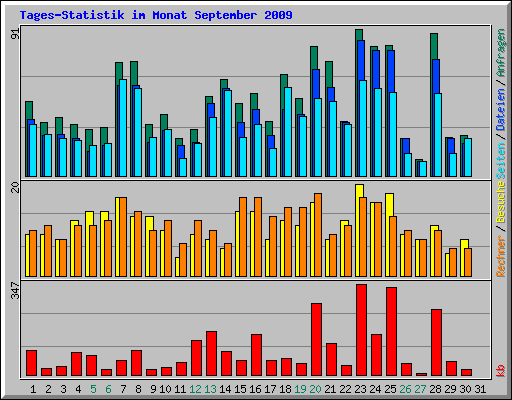 Tages-Statistik im Monat September 2009
91
20
347
Rechner / Besuche Seiten / Dateien / Anfragen
kb
1 2 3 4 5 6 7 8 9 10 11 12 13 14 15 16 17 18 19 20 21 22 23 24 25 26 27 28 29 30 31